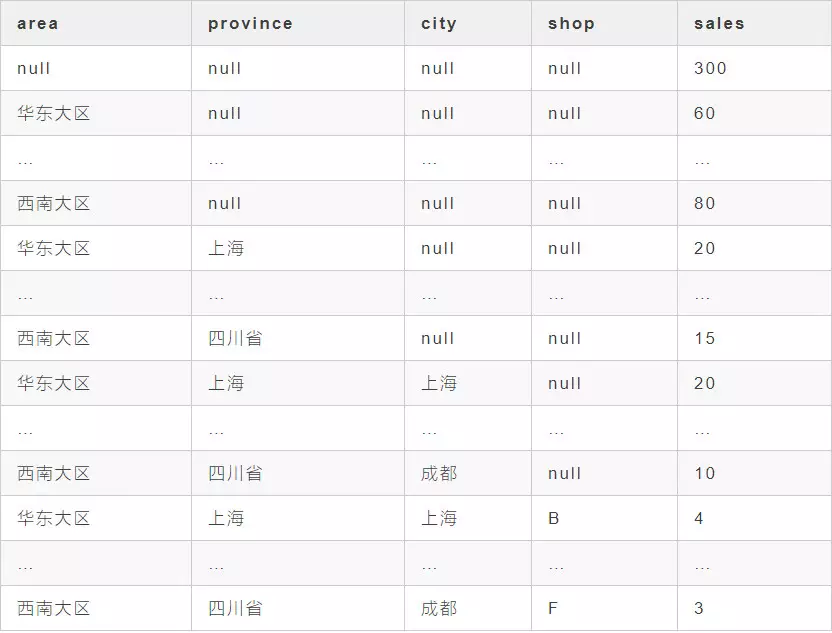 area province city shop sales
null null null null 300
华东大区 null null null 60
... ... ... ... ...
西南大区 null null null 80
华东大区 上海 null null 20
... ... ... ... ...
西南大区 四川省 null null 15
华东大区 上海 上海 null 20
... ... ... ... ...
西南大区 四川省 成都 null 10
华东大区 上海 上海 B 4
... ... ... ... ...
西南大区 四川省 成都 F 3